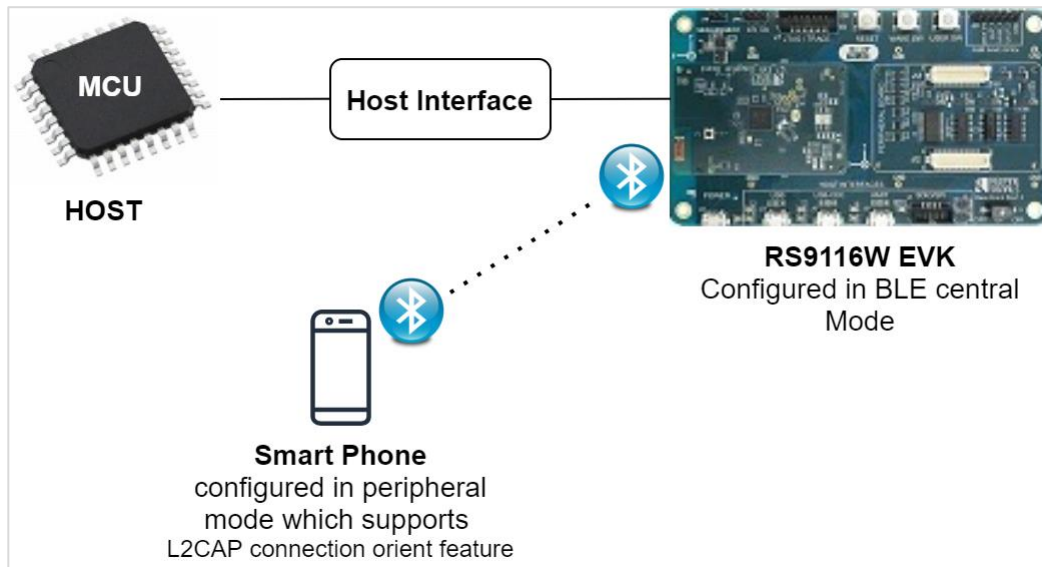 MCU
HOST
Host Interface
RS9116W EVK
Configured in BLE central
Mode
Smart Phone
configured in peripheral
mode which supports
L2CAP connection orient feature
RESET